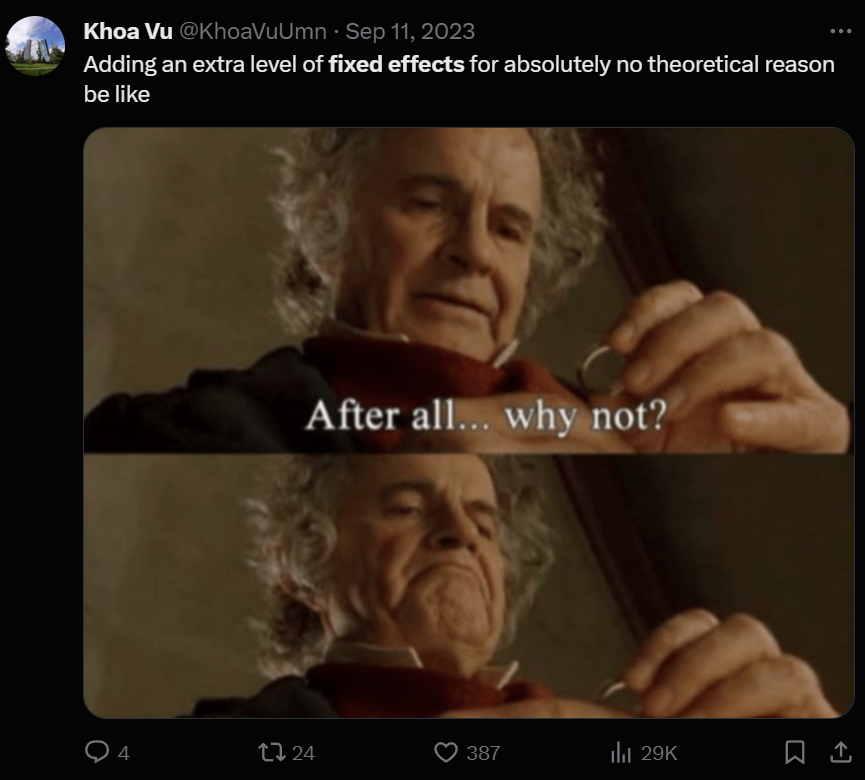 Khoa Vu @KhoaVuUmn · Sep 11, 2023
Adding an extra level of fixed effects for absolutely no theoretical reason
be like
After all... why not?
4 24 387 29K